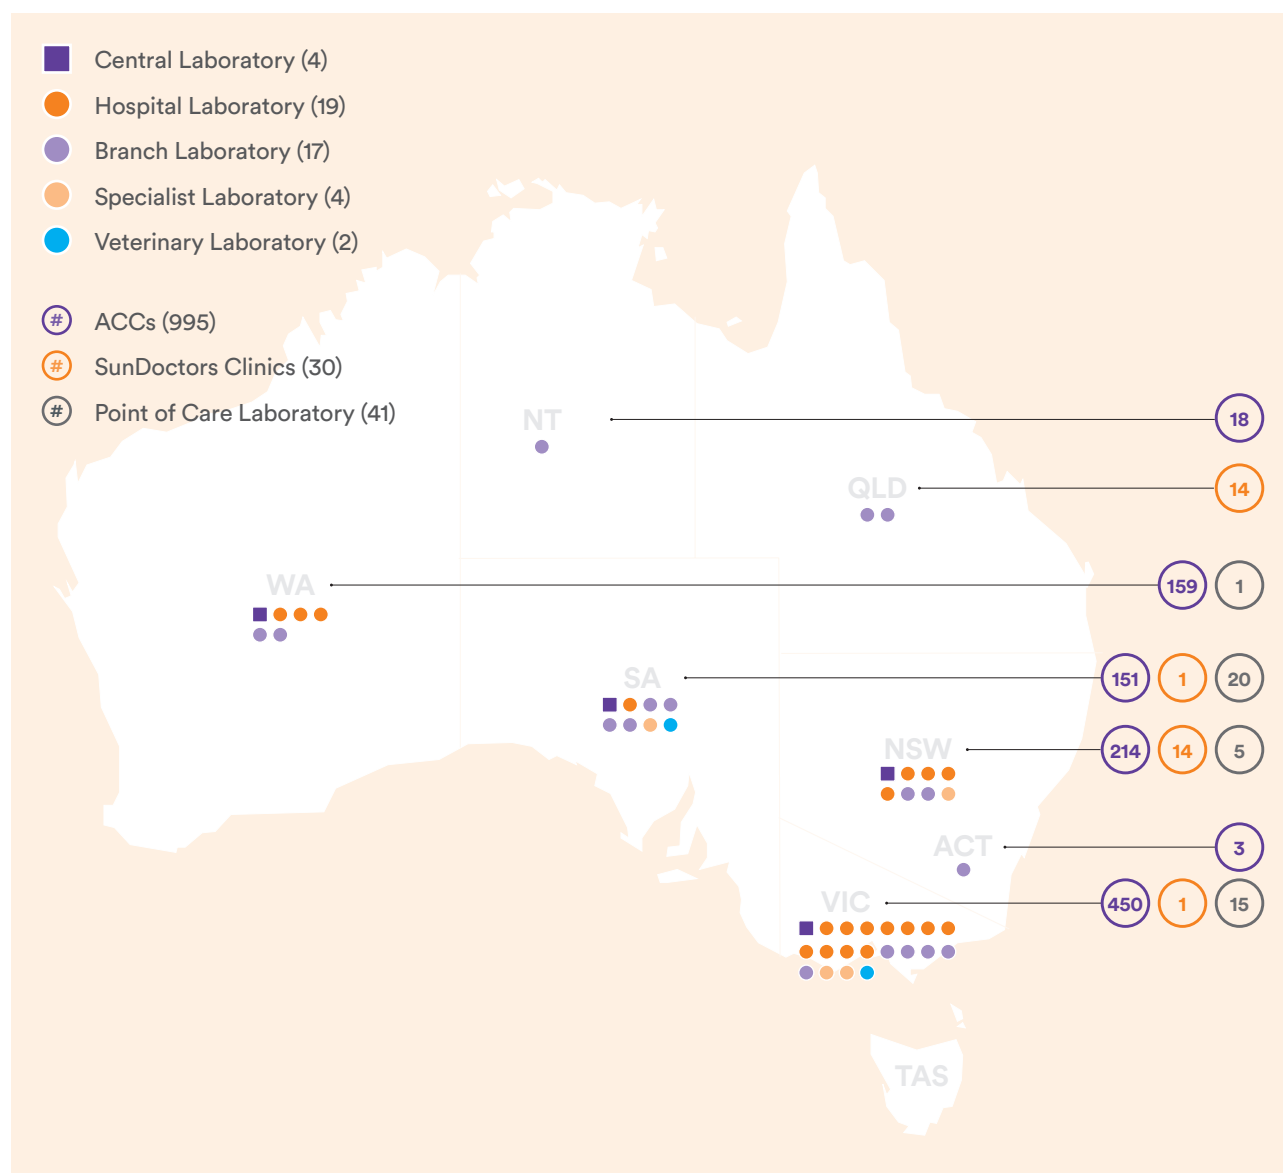 Central Laboratory (4)
Hospital Laboratory (19)
Branch Laboratory (17)
Specialist Laboratory (4)
Veterinary Laboratory (2)
# ACCs (995)
# SunDoctors Clinics (30)
# Point of Care Laboratory (41)
NT 18
QLD 14
WA 159 1
SA 151 1 20
NSW 214 14 5
ACT 3
VIC 450 1 15
TAS